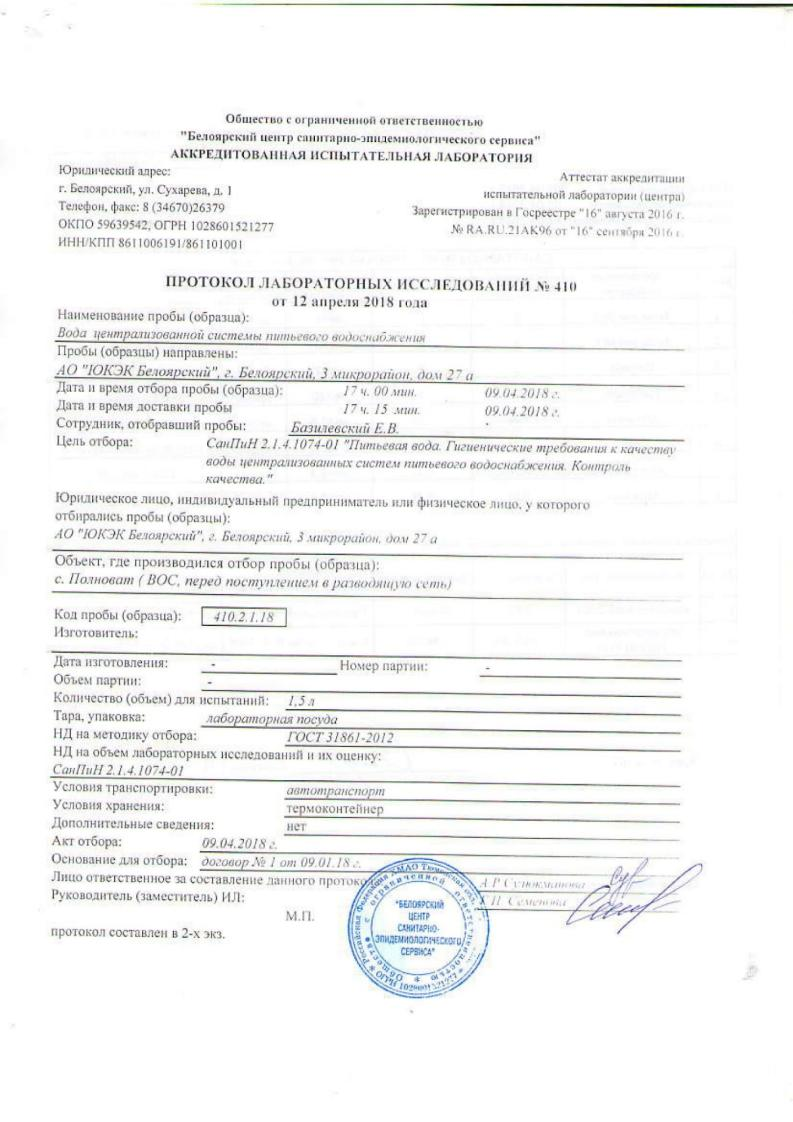 Общество с ограниченной ответственностью
"Белоярский центр санитарно-эпидемиологического сервиса"
АККРЕДИТОВАННАЯ ИСПЫТАТЕЛЬНАЯ ЛАБОРАТОРИЯ
Юридический адрес:
г. Белоярский, ул. Сухарева, д. 1
Телефон, факс: 8 (34670)26379
ОКПО 59639542, ОГРН 1028601521277
ИНН/КПП 8611006191/861101001
Аттестат аккредитации
испытательной лаборатории (центра)
Зарегистрирован в Госреестре "16" августа 2016 г.
№ RA.RU.21АК96 от "16" сентября 2016 г.
ПРОТОКОЛ ЛАБОРАТОРНЫХ ИССЛЕДОВАНИЙ № 410
от 12 апреля 2018 года
Наименование пробы (образца):
Вода централизованной системы питьевого водоснабжения
Пробы (образцы) направлены:
АО "ЮКЭК Белоярский", г. Белоярский, 3 микрорайон, дом 27 а
Дата и время отбора пробы (образца): 17 ч. 00 мин. 09.04.2018 г.
Дата и время доставки пробы 17 ч. 15 мин. 09.04.2018 г.
Сотрудник, отобравший пробы: Базилевский Е.В.
Цель отбора: СанПиН 2.1.4.1074-01 "Питьевая вода. Гигиенические требования к качеству
воды централизованных систем питьевого водоснабжения. Контроль
качества."
Юридическое лицо, индивидуальный предприниматель или физическое лицо, у которого
отбирались пробы (образцы):
АО "ЮКЭК Белоярский", г. Белоярский, 3 микрорайон, дом 27 а
Объект, где производился отбор пробы (образца):
с. Полноват ( ВОС, перед поступлением в разводящую сеть)
Код пробы (образца): 410.2.1.18
Изготовитель:
Дата изготовления: - Номер партии: -
Объем партии: -
Количество (объем) для испытаний: 1,5 л
Тара, упаковка: лабораторная посуда
НД на методику отбора: ГОСТ 31861-2012
НД на объем лабораторных исследований и их оценку:
СанПиН 2.1.4.1074-01
Условия транспортировки: автотранспорт
Условия хранения: термоконтейнер
Дополнительные сведения: нет
Акт отбора: 09.04.2018 г.
Основание для отбора: договор № 1 от 09.01.18 г.
Лицо ответственное за составление данного протокола А.Р.
Руководитель (заместитель) ИЛ: Семенова
М.П.
"БЕЛОЯРСКИЙ
ЦЕНТР
САНИТАРНО-
ЭПИДЕМИОЛОГИЧЕСКОГО
СЕРВИСА"
протокол составлен в 2-х экз.